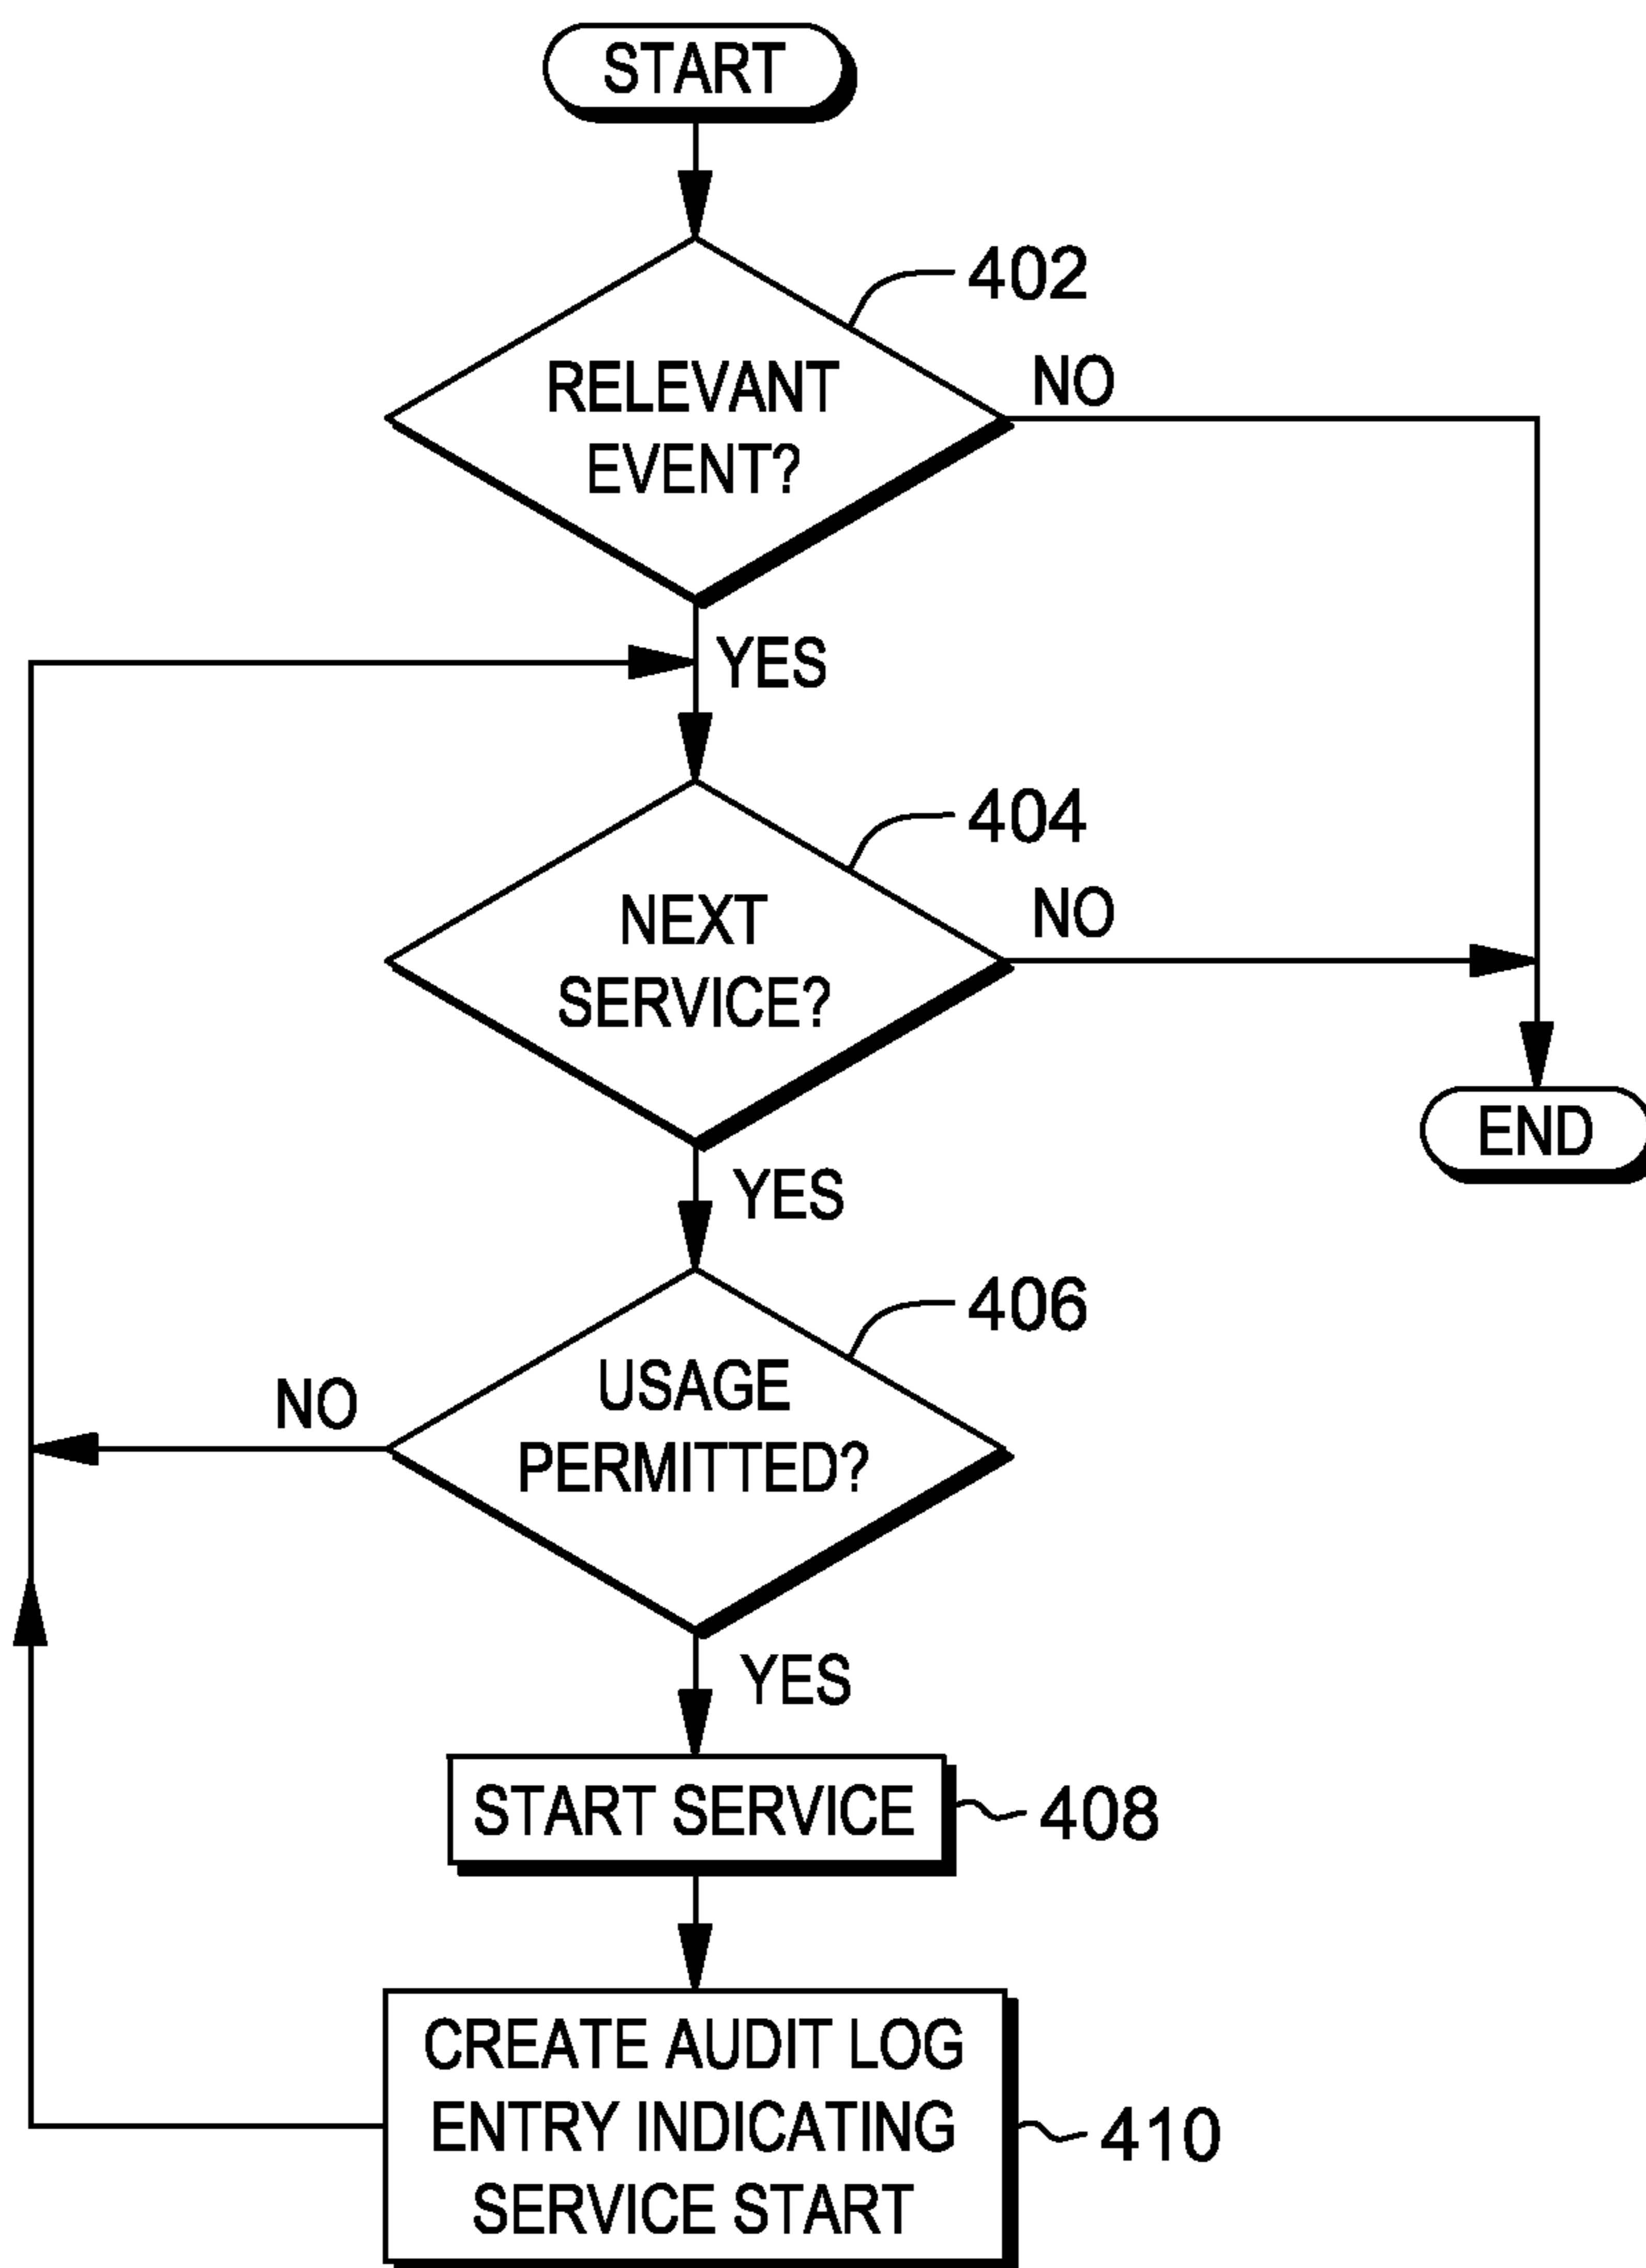 START
402
RELEVANT
EVENT?
NO
YES
404
NEXT
SERVICE?
NO
END
YES
406
USAGE
PERMITTED?
NO
YES
START SERVICE
408
CREATE AUDIT LOG
ENTRY INDICATING
SERVICE START
410